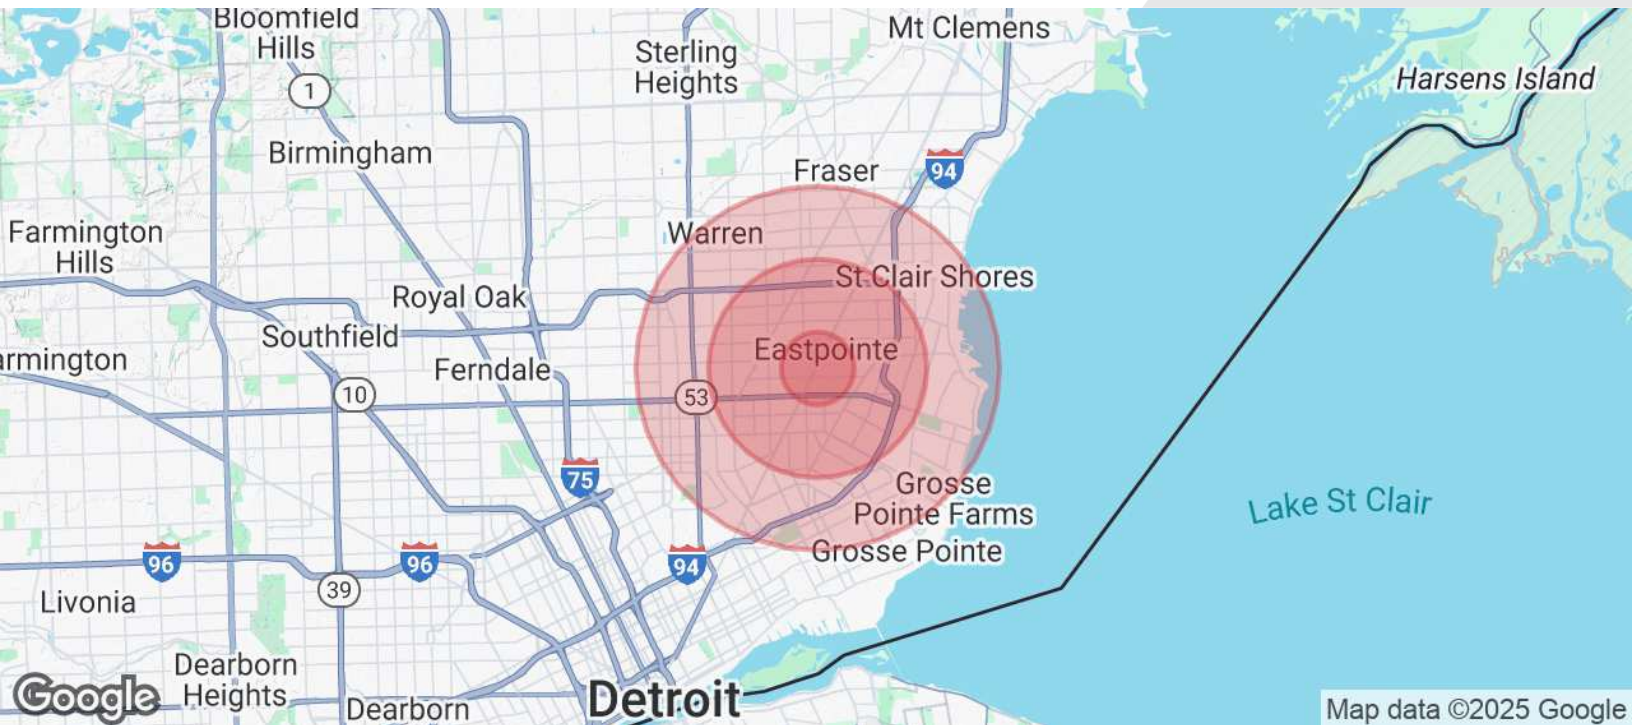 Bloomfield
Hills
Mt Clemens
Sterling
Heights
Harsens Island
1
Birmingham
Fraser
94
Farmington
Hills
Warren
St Clair Shores
Royal Oak
Southfield
Eastpointe
armington
Ferndale
10
53
75
Grosse
Pointe Farms
Lake St Clair
Grosse Pointe
96
96
94
39
Livonia
Dearborn
Heights
Detroit
Dearborn
Google
Map data ©2025 Google